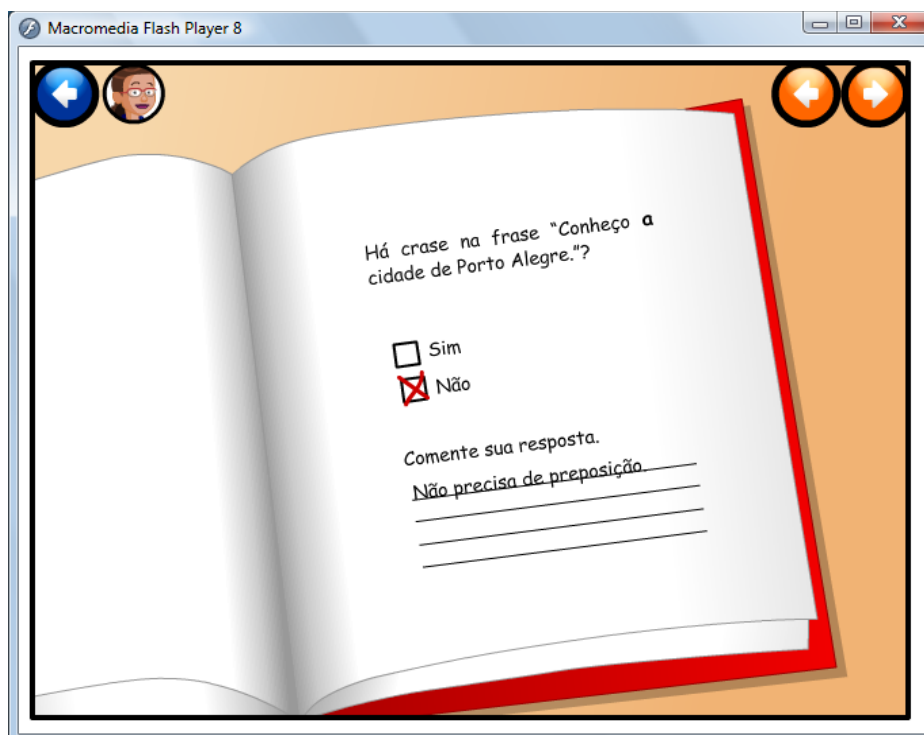 Macromedia Flash Player 8
Há crase na frase "Conheço a
cidade de Porto Alegre."?
Sim
Não
Comente sua resposta.
Não precisa de preposição.